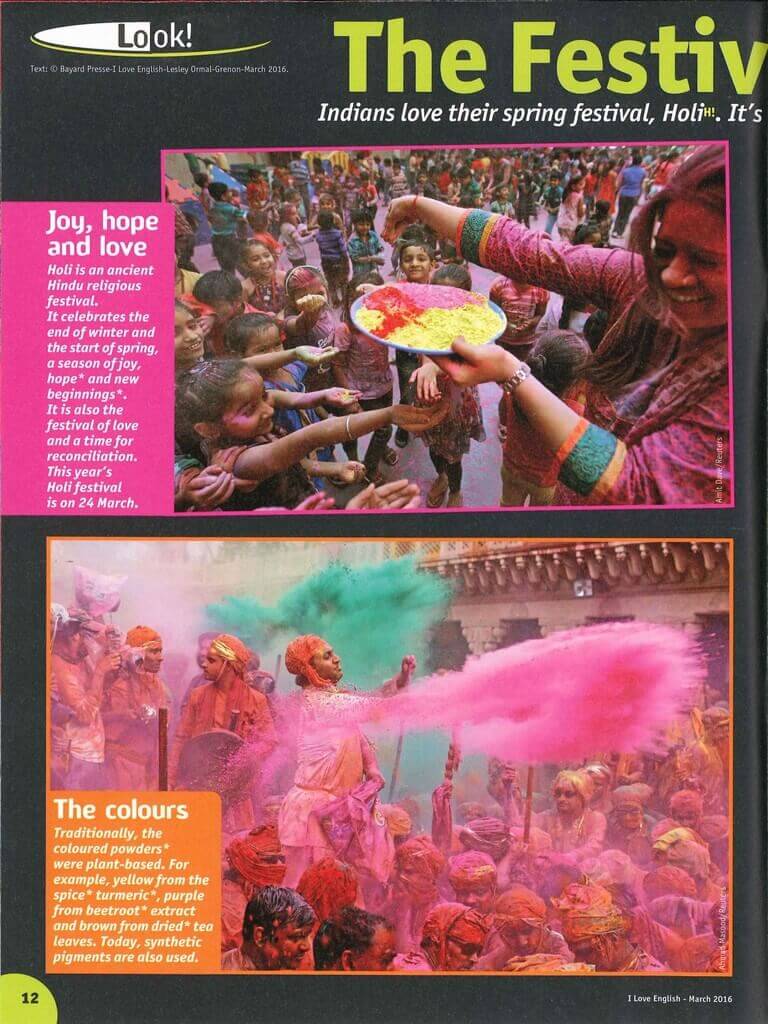 Look!
Text: © Bayard Presse-I Love English-Lesley Ormal-Grenon-March 2016.
The Festiv
Indians love their spring festival, HoliH!. It's
Joy, hope
and love
Holi is an ancient
Hindu religious
festival.
It celebrates the
end of winter and
the start of spring,
a season of joy,
hope* and new
beginnings*.
It is also the
festival of love
and a time for
reconciliation.
This year's
Holi festival
is on 24 March.
Amit Dave/Reuters
The colours
Traditionally, the
coloured powders*
were plant-based. For
example, yellow from the
spice* turmeric*, purple
from beetroot* extract
and brown from dried* tea
leaves. Today, synthetic
pigments are also used.
Ahmad Masood/Reuters
12
I Love English - March 2016